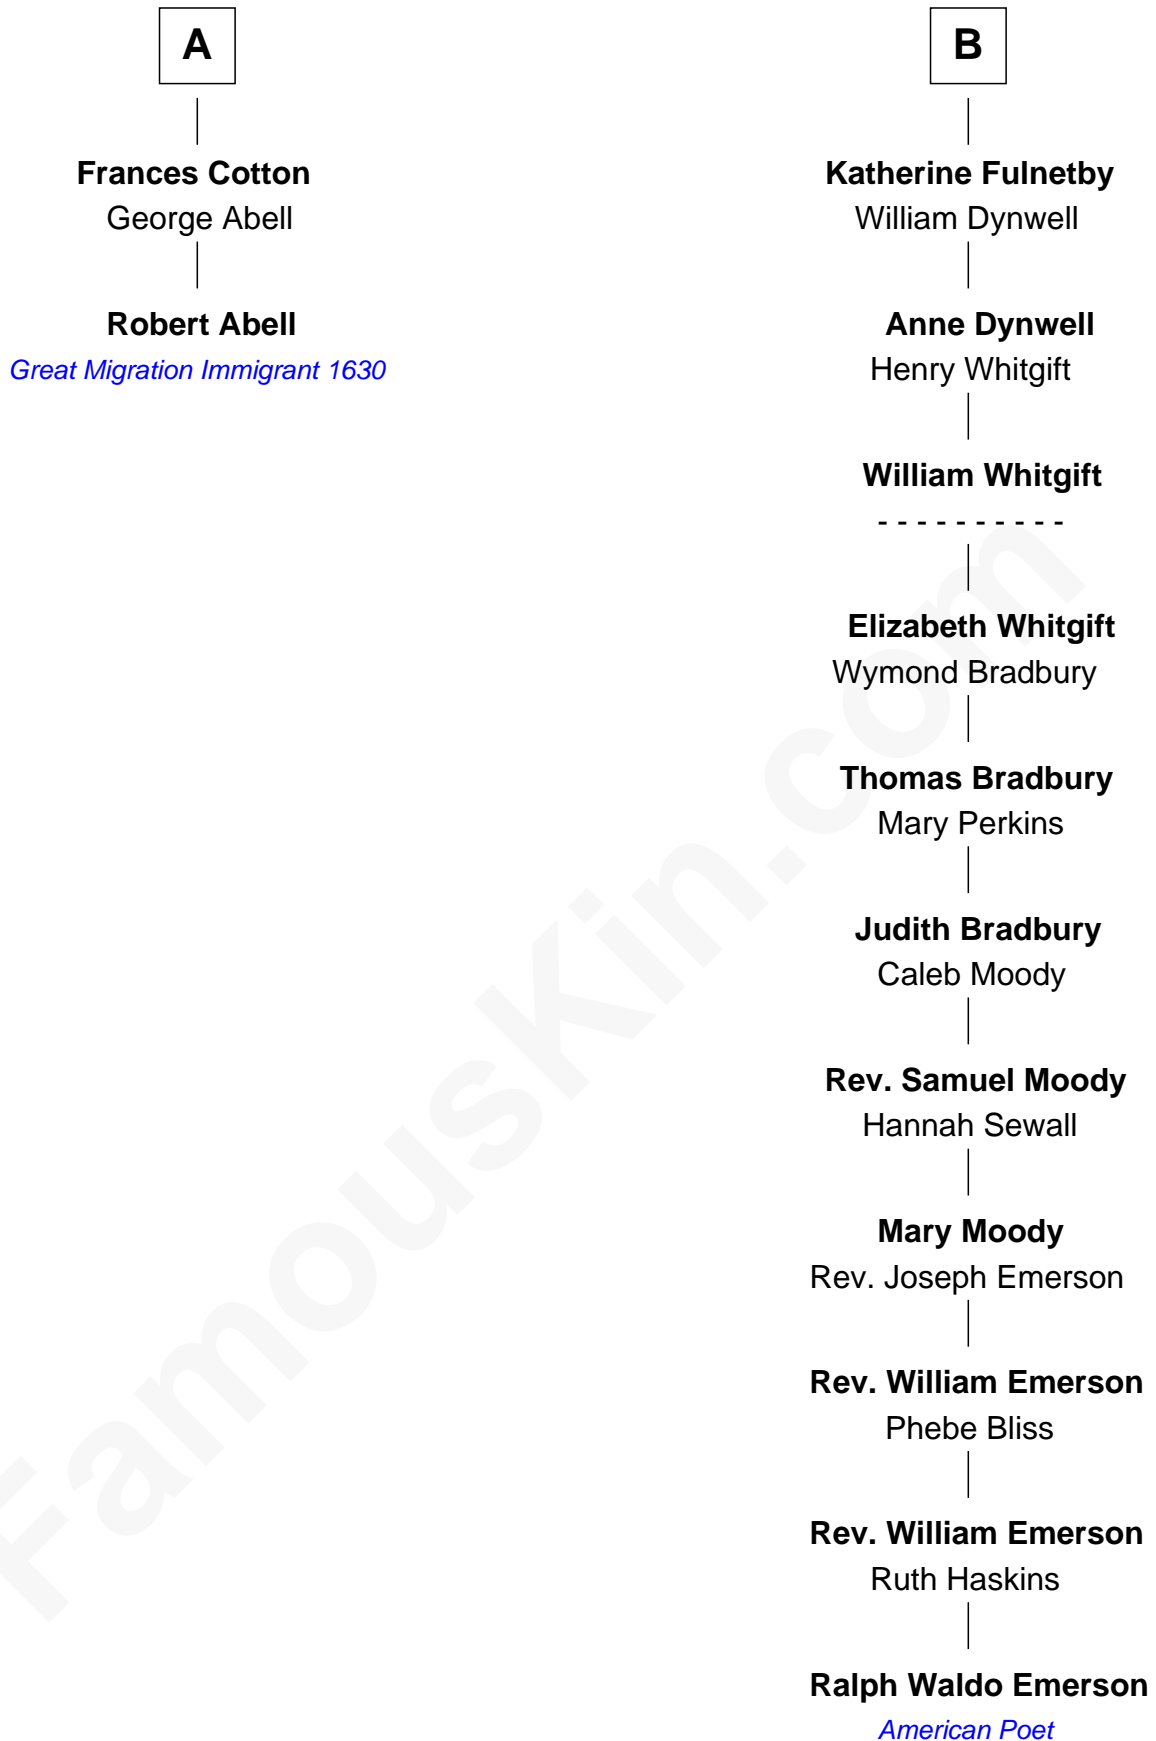 A
Frances Cotton
George Abell
Robert Abell
Great Migration Immigrant 1630
B
Katherine Fulnetby
William Dynwell
Anne Dynwell
Henry Whitgift
William Whitgift
- - - - - - - - - -
Elizabeth Whitgift
Wymond Bradbury
Thomas Bradbury
Mary Perkins
Judith Bradbury
Caleb Moody
Rev. Samuel Moody
Hannah Sewall
Mary Moody
Rev. Joseph Emerson
Rev. William Emerson
Phebe Bliss
Rev. William Emerson
Ruth Haskins
Ralph Waldo Emerson
American Poet
FamousKin.com